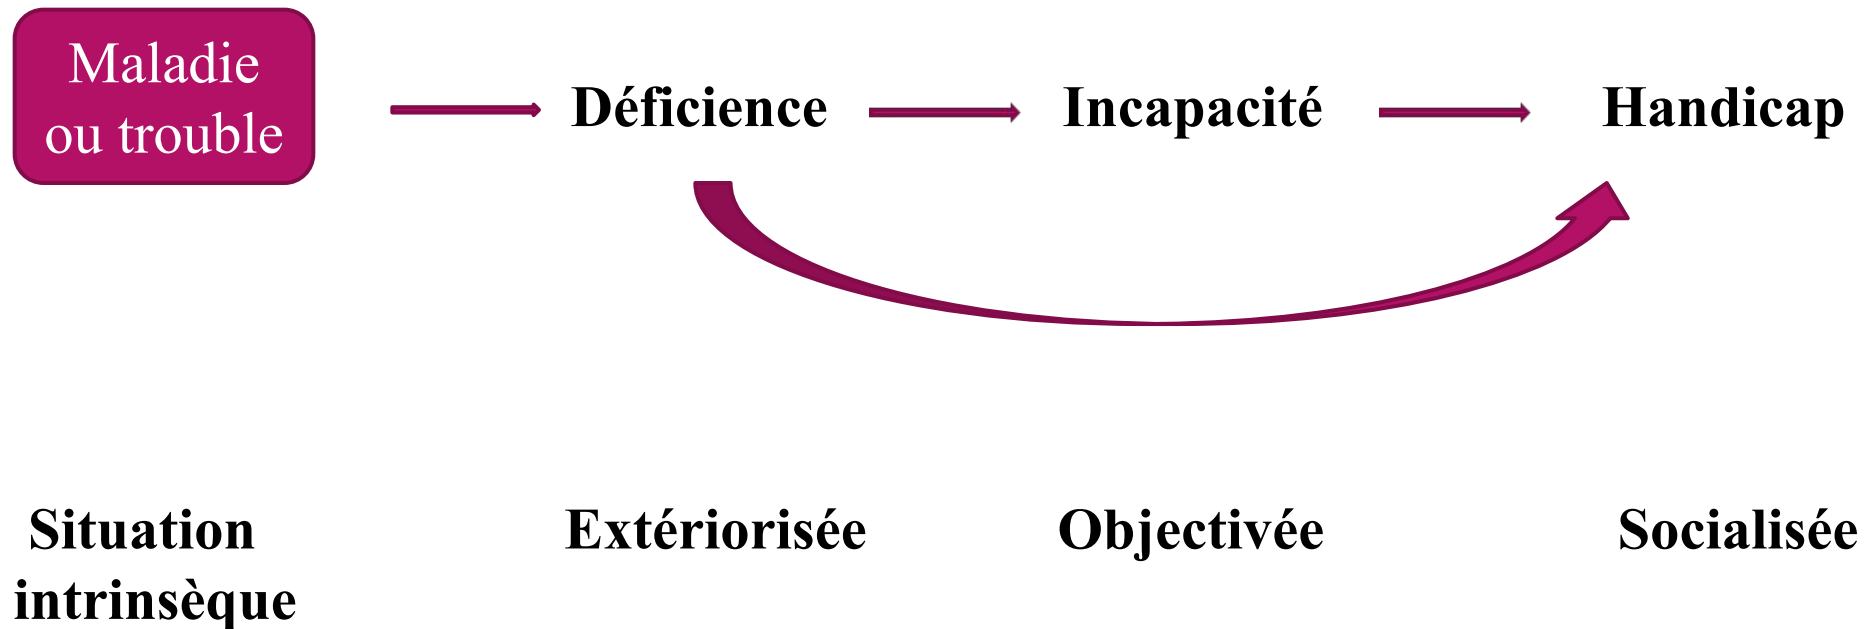 Maladie
ou trouble
Déficience
Incapacité
Handicap
Situation
intrinsèque
Extériorisée
Objectivée
Socialisée